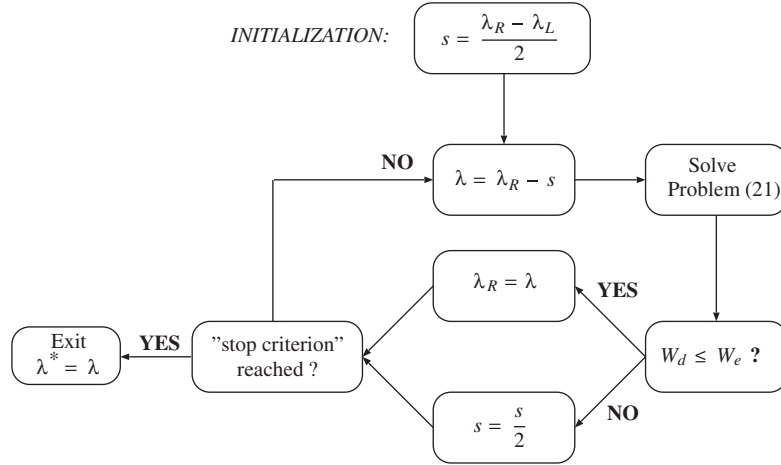 INITIALIZATION:
s = λ_R − λ_L
2
NO
λ = λ_R − s
Solve
Problem (21)
λ_R = λ
YES
Exit
λ* = λ
YES
”stop criterion”
reached ?
W_d ≤ W_e ?
NO
s = s
2